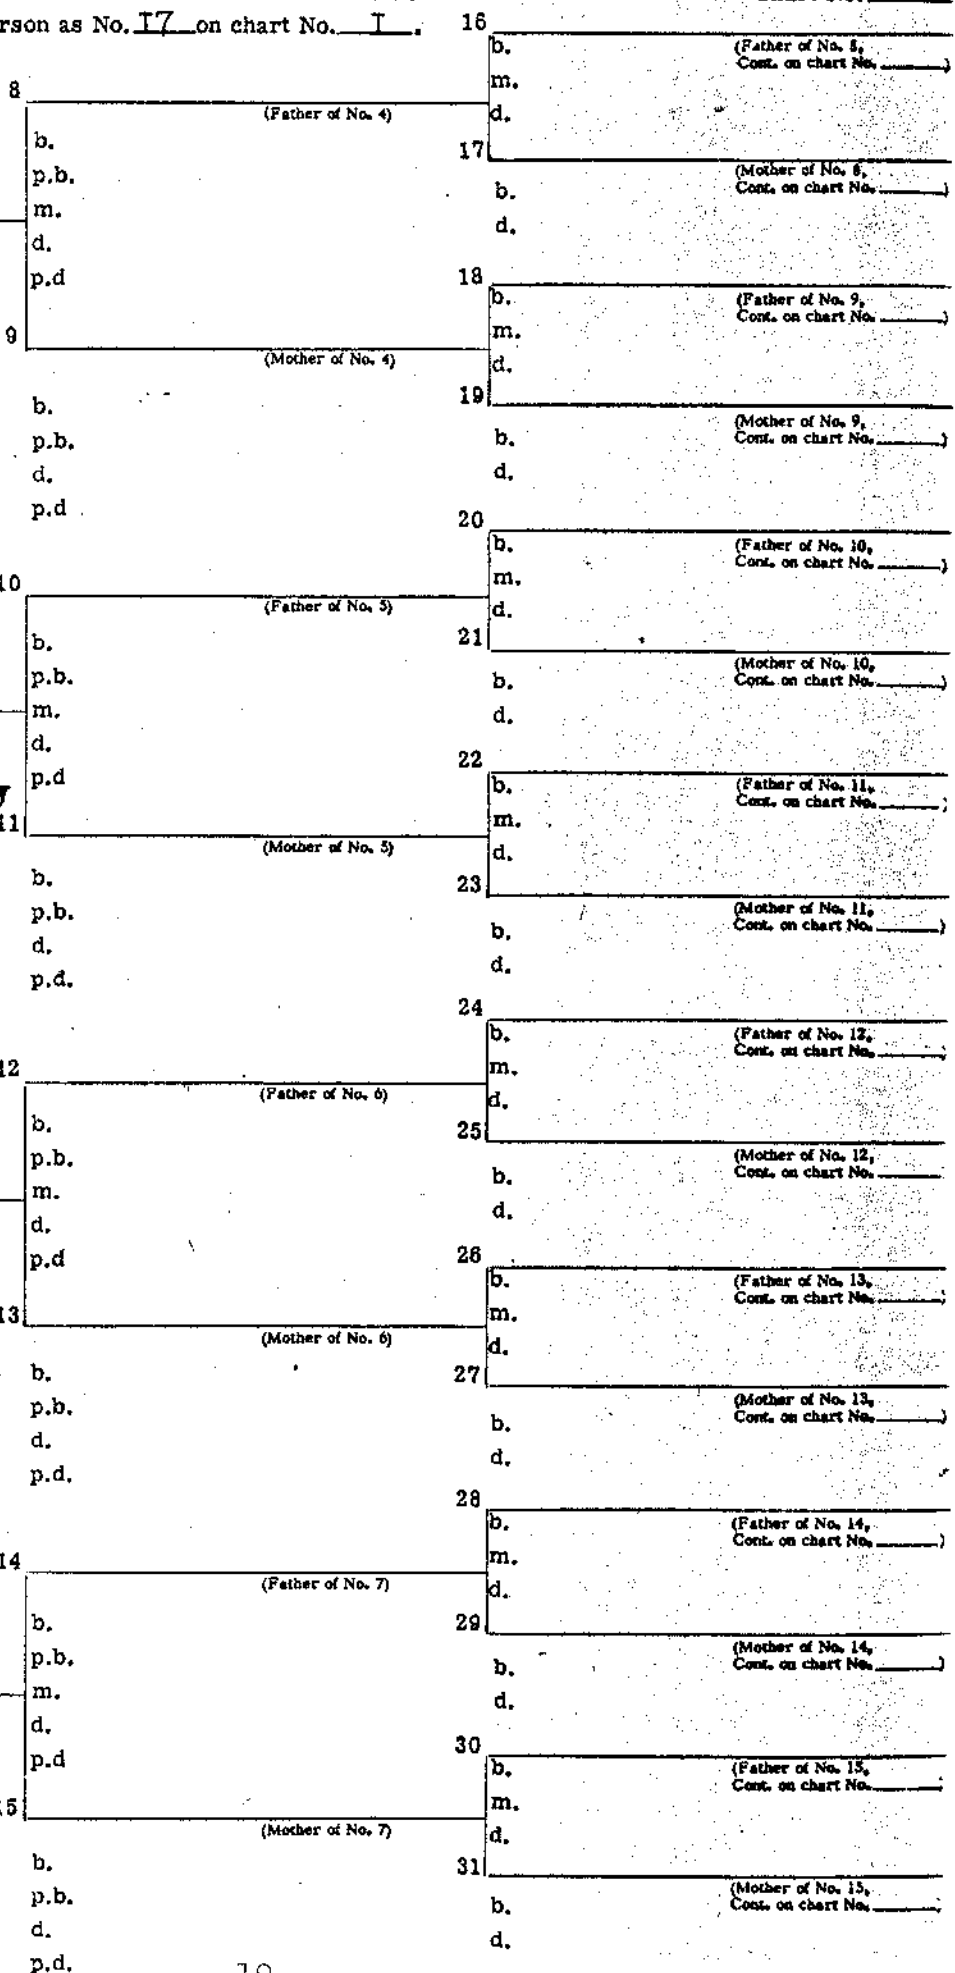 rson as No. I7 on chart No. I.
16
b. (Father of No. 8,
Cont. on chart No. )
m.
d.
8
(Father of No. 4)
b.
p.b.
m.
d.
p.d
17
(Mother of No. 8,
b. Cont. on chart No. )
d.
18
b. (Father of No. 9,
Cont. on chart No. )
m.
d.
9
(Mother of No. 4)
b.
p.b.
d.
p.d
19
(Mother of No. 9,
b. Cont. on chart No. )
d.
20
b. (Father of No. 10,
Cont. on chart No. )
m.
d.
10
(Father of No. 5)
b.
p.b.
m.
d.
p.d
21
(Mother of No. 10,
b. Cont. on chart No. )
d.
22
b. (Father of No. 11,
Cont. on chart No. )
m.
d.
11
(Mother of No. 5)
b.
p.b.
d.
p.d.
23
(Mother of No. 11,
b. Cont. on chart No. )
d.
24
b. (Father of No. 12,
Cont. on chart No. )
m.
d.
12
(Father of No. 6)
b.
p.b.
m.
d.
p.d
25
(Mother of No. 12,
b. Cont. on chart No.
d.
26
b. (Father of No. 13,
Cont. on chart No. )
m.
d.
13
(Mother of No. 6)
b.
p.b.
d.
p.d.
27
(Mother of No. 13,
b. Cont. on chart No. )
d.
28
b. (Father of No. 14,
Cont. on chart No. )
m.
d.
14
(Father of No. 7)
b.
p.b.
m.
d.
p.d
29
(Mother of No. 14,
b. Cont. on chart No. )
d.
30
b. (Father of No. 15,
Cont. on chart No. )
m.
d.
15
(Mother of No. 7)
b.
p.b.
d.
p.d.
31
(Mother of No. 15,
b. Cont. on chart No. )
d.